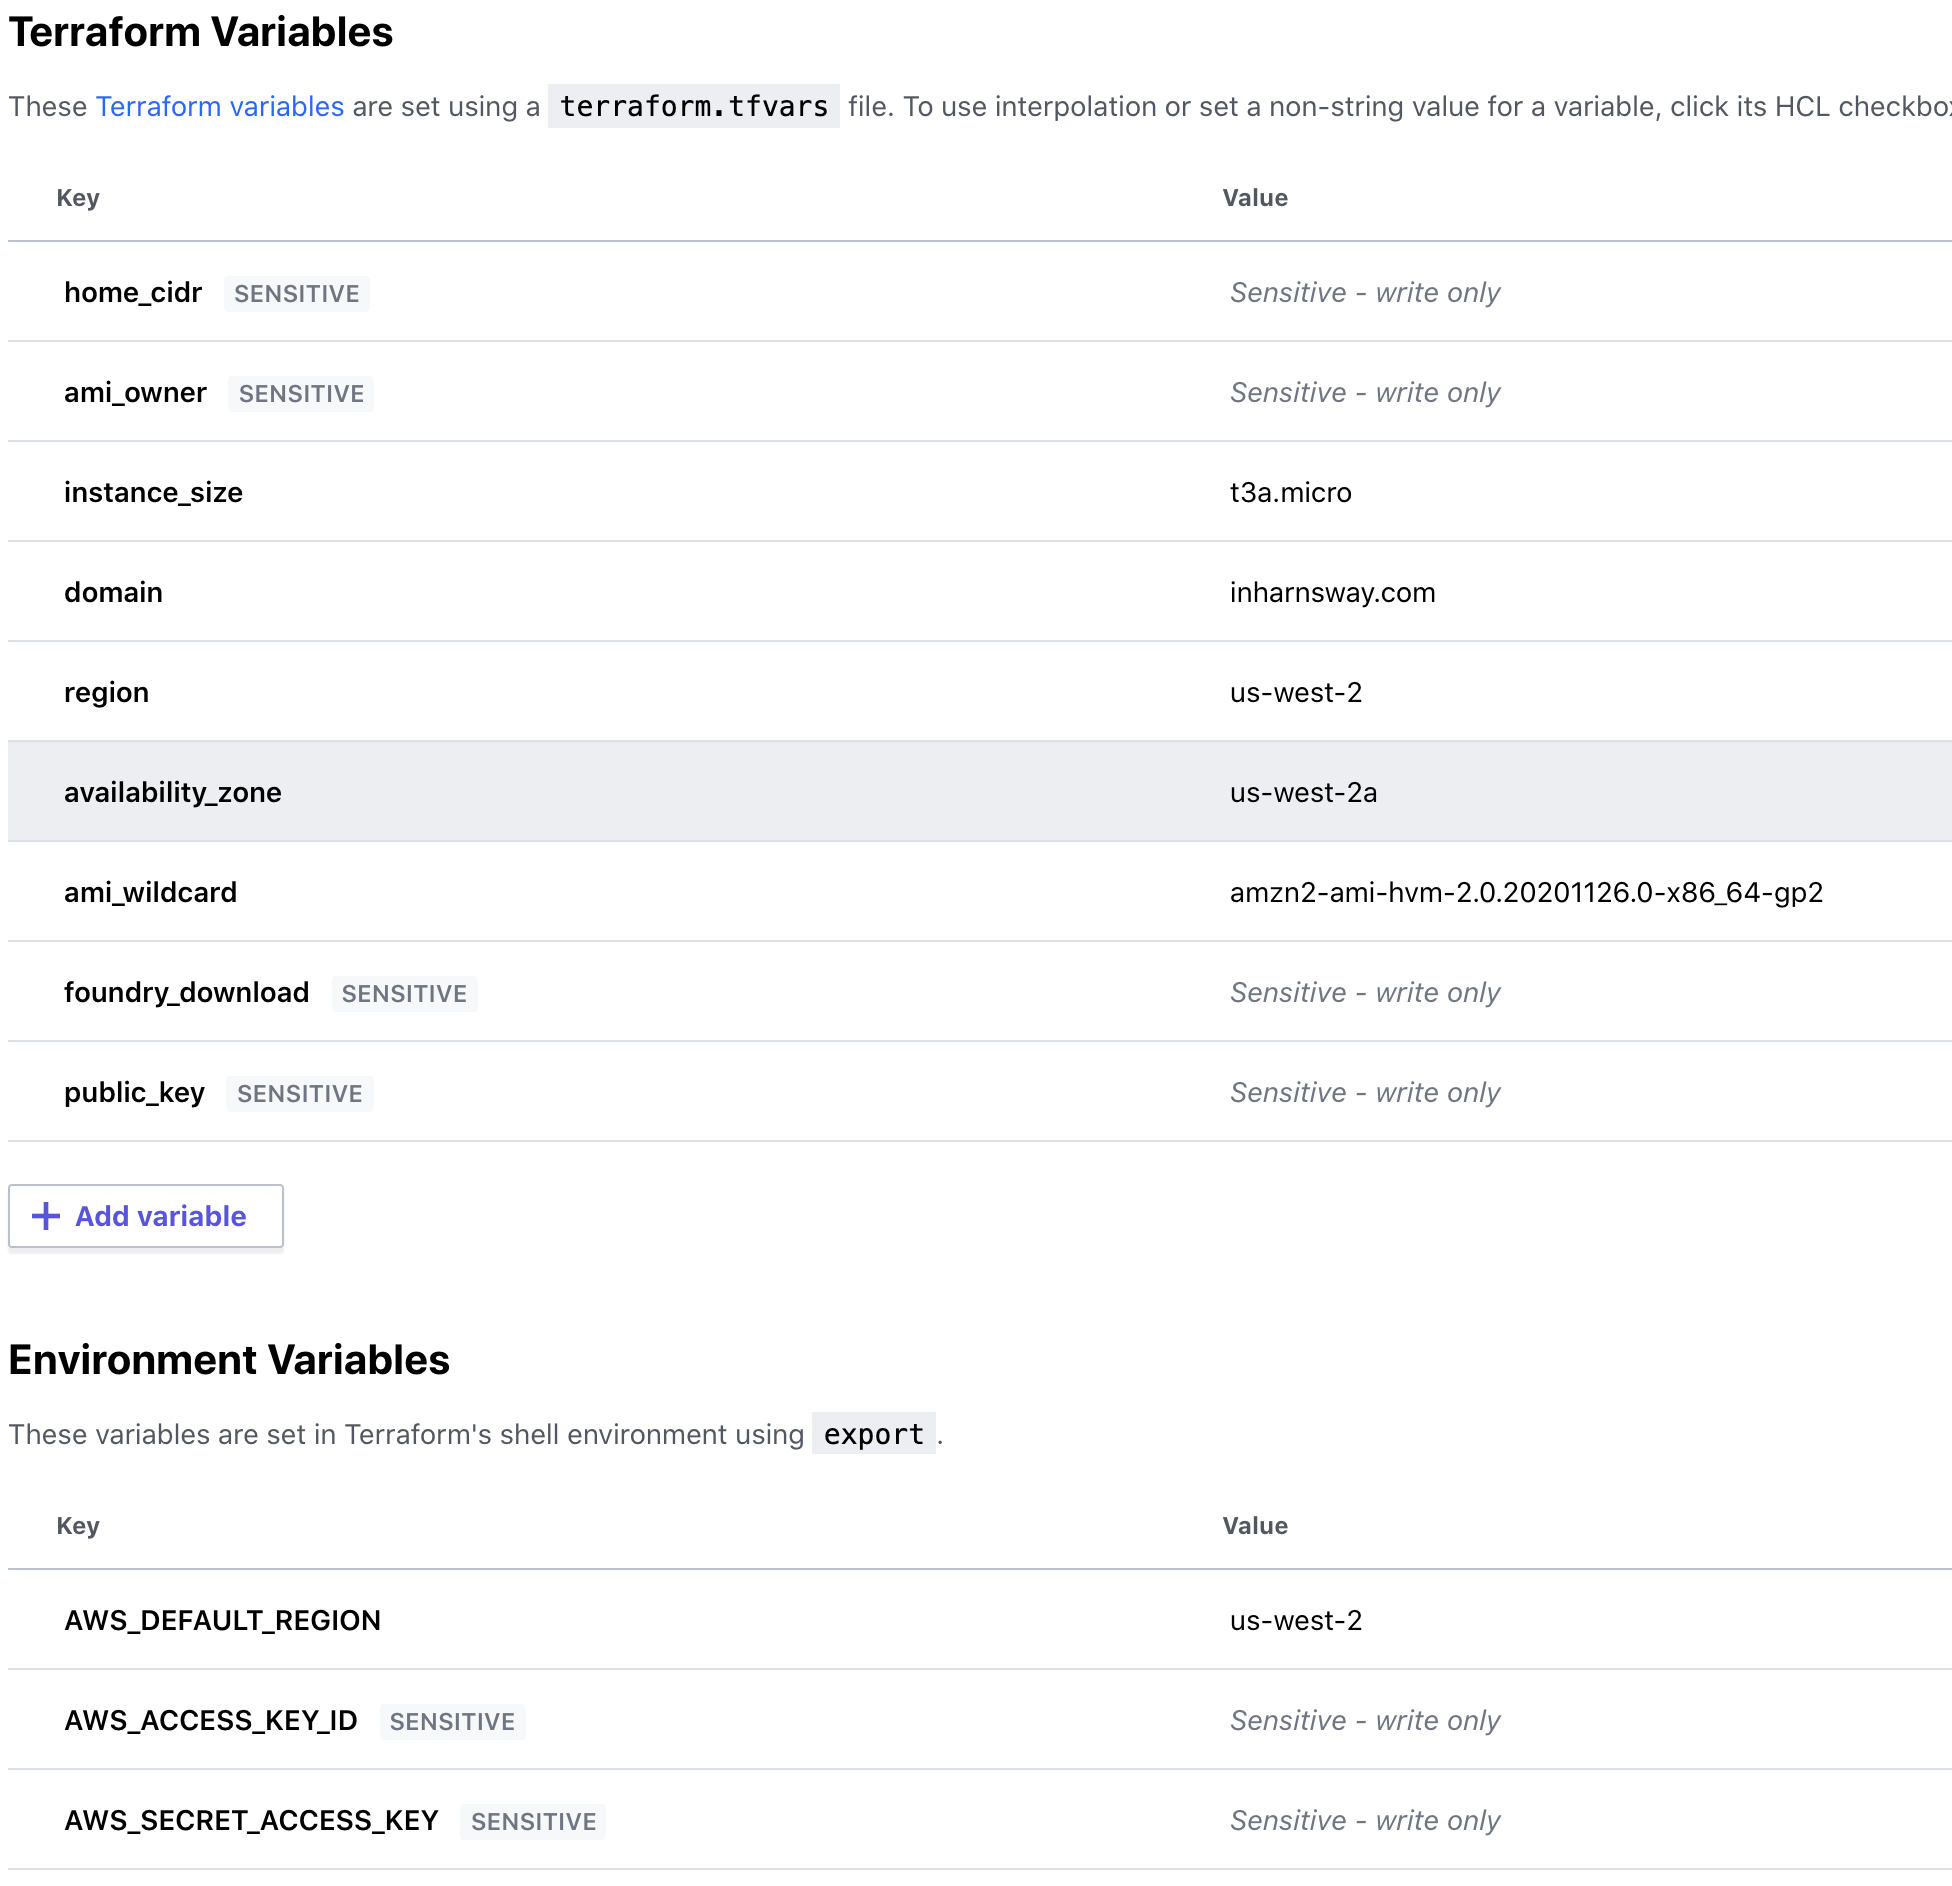 Terraform Variables
These Terraform variables are set using a terraform.tfvars file. To use interpolation or set a non-string value for a variable, click its HCL checkbox
Key Value
home_cidr SENSITIVE Sensitive - write only
ami_owner SENSITIVE Sensitive - write only
instance_size t3a.micro
domain inharnsway.com
region us-west-2
availability_zone us-west-2a
ami_wildcard amzn2-ami-hvm-2.0.20201126.0-x86_64-gp2
foundry_download SENSITIVE Sensitive - write only
public_key SENSITIVE Sensitive - write only
+ Add variable
Environment Variables
These variables are set in Terraform's shell environment using export.
Key Value
AWS_DEFAULT_REGION us-west-2
AWS_ACCESS_KEY_ID SENSITIVE Sensitive - write only
AWS_SECRET_ACCESS_KEY SENSITIVE Sensitive - write only